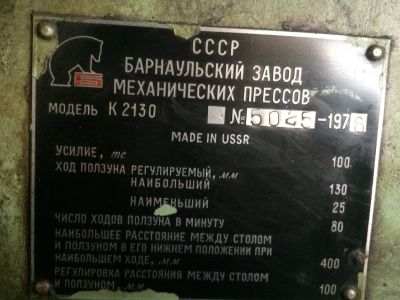 СССР
БАРНАУЛЬСКИЙ ЗАВОД
МЕХАНИЧЕСКИХ ПРЕССОВ
МОДЕЛЬ К 2130 № -197
MADE IN USSR
УСИЛИЕ, тс 100
ХОД ПОЛЗУНА РЕГУЛИРУЕМЫЙ, мм
НАИБОЛЬШИЙ 130
НАИМЕНЬШИЙ 25
ЧИСЛО ХОДОВ ПОЛЗУНА В МИНУТУ 80
НАИБОЛЬШЕЕ РАССТОЯНИЕ МЕЖДУ СТОЛОМ
И ПОЛЗУНОМ В ЕГО НИЖНЕМ ПОЛОЖЕНИИ ПРИ
НАИБОЛЬШЕМ ХОДЕ, мм 400
РЕГУЛИРОВКА РАССТОЯНИЯ МЕЖДУ СТОЛОМ
И ПОЛЗУНОМ, мм 100